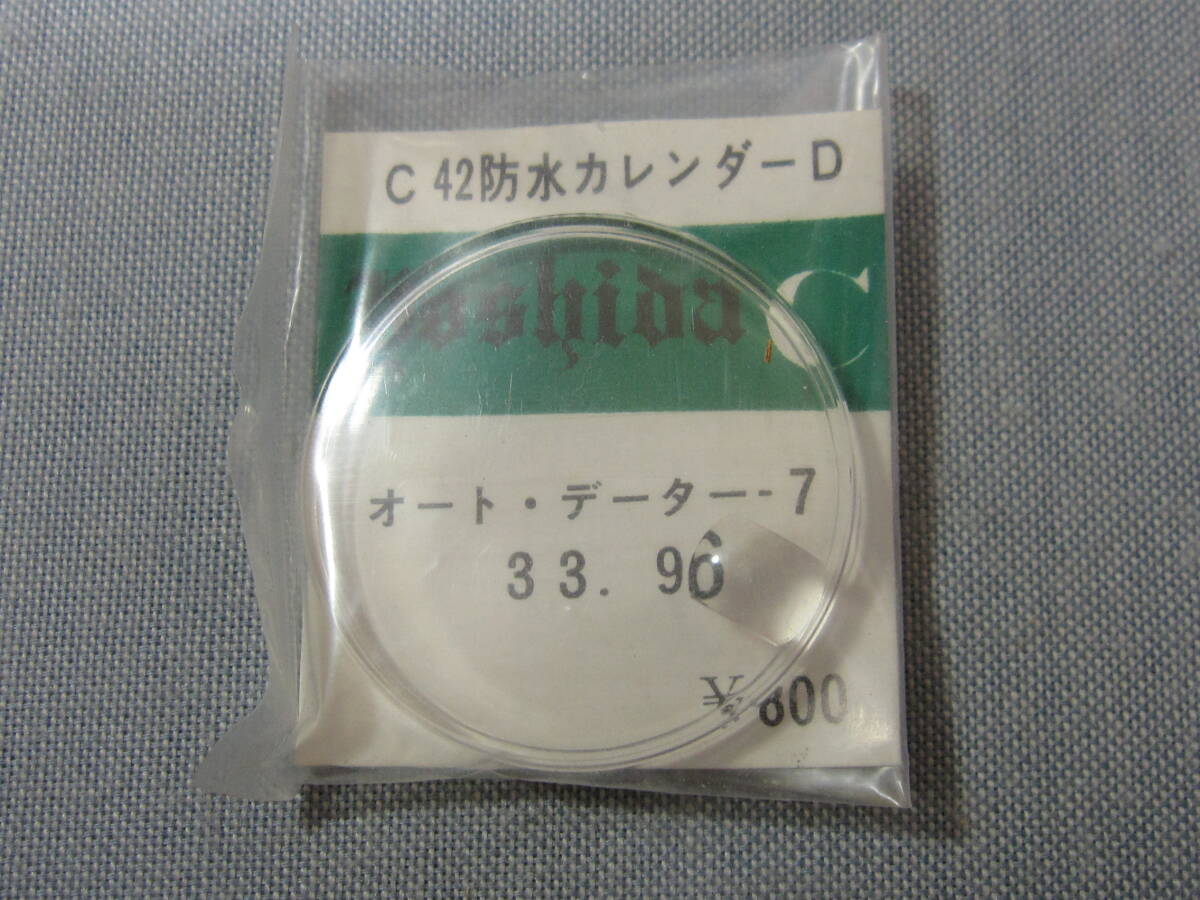 C 42防水カレンダーD
Yoshida C
オート・データー-7
33.96
¥ 800